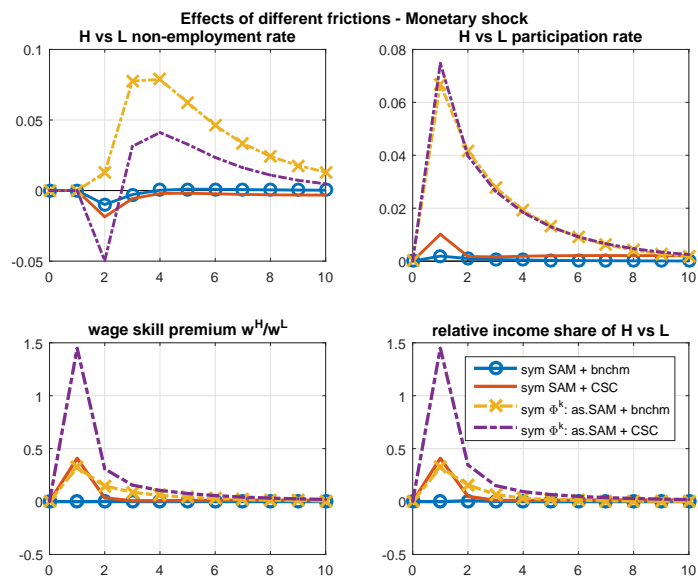 Effects of different frictions - Monetary shock
H vs L non-employment rate
0.1
0.05
0
-0.05
0 2 4 6 8 10
H vs L participation rate
0.08
0.06
0.04
0.02
0
0 2 4 6 8 10
wage skill premium w^H/w^L
1.5
1
0.5
0
-0.5
0 2 4 6 8 10
relative income share of H vs L
1.5
1
0.5
0
-0.5
0 2 4 6 8 10
sym SAM + bnchm
sym SAM + CSC
sym Φ^k: as.SAM + bnchm
sym Φ^k: as.SAM + CSC